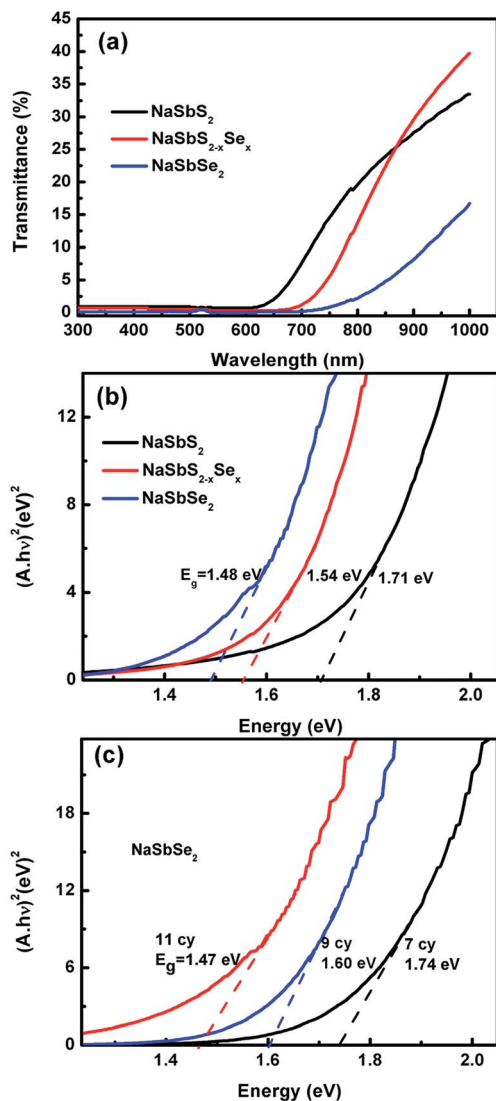 (a)
45
40
35
30
25
20
15
10
5
0
Transmittance (%)
NaSbS₂
NaSbS₂₋ₓSeₓ
NaSbSe₂
300 400 500 600 700 800 900 1000
Wavelength (nm)
(b)
12
8
4
0
(A.hν)²(eV)²
NaSbS₂
NaSbS₂₋ₓSeₓ
NaSbSe₂
E_g=1.48 eV
1.54 eV
1.71 eV
1.4 1.6 1.8 2.0
Energy (eV)
(c)
18
12
6
0
(A.hν)²(eV)²
NaSbSe₂
11 cy
Eg=1.47 eV
9 cy
1.60 eV
7 cy
1.74 eV
1.4 1.6 1.8 2.0
Energy (eV)